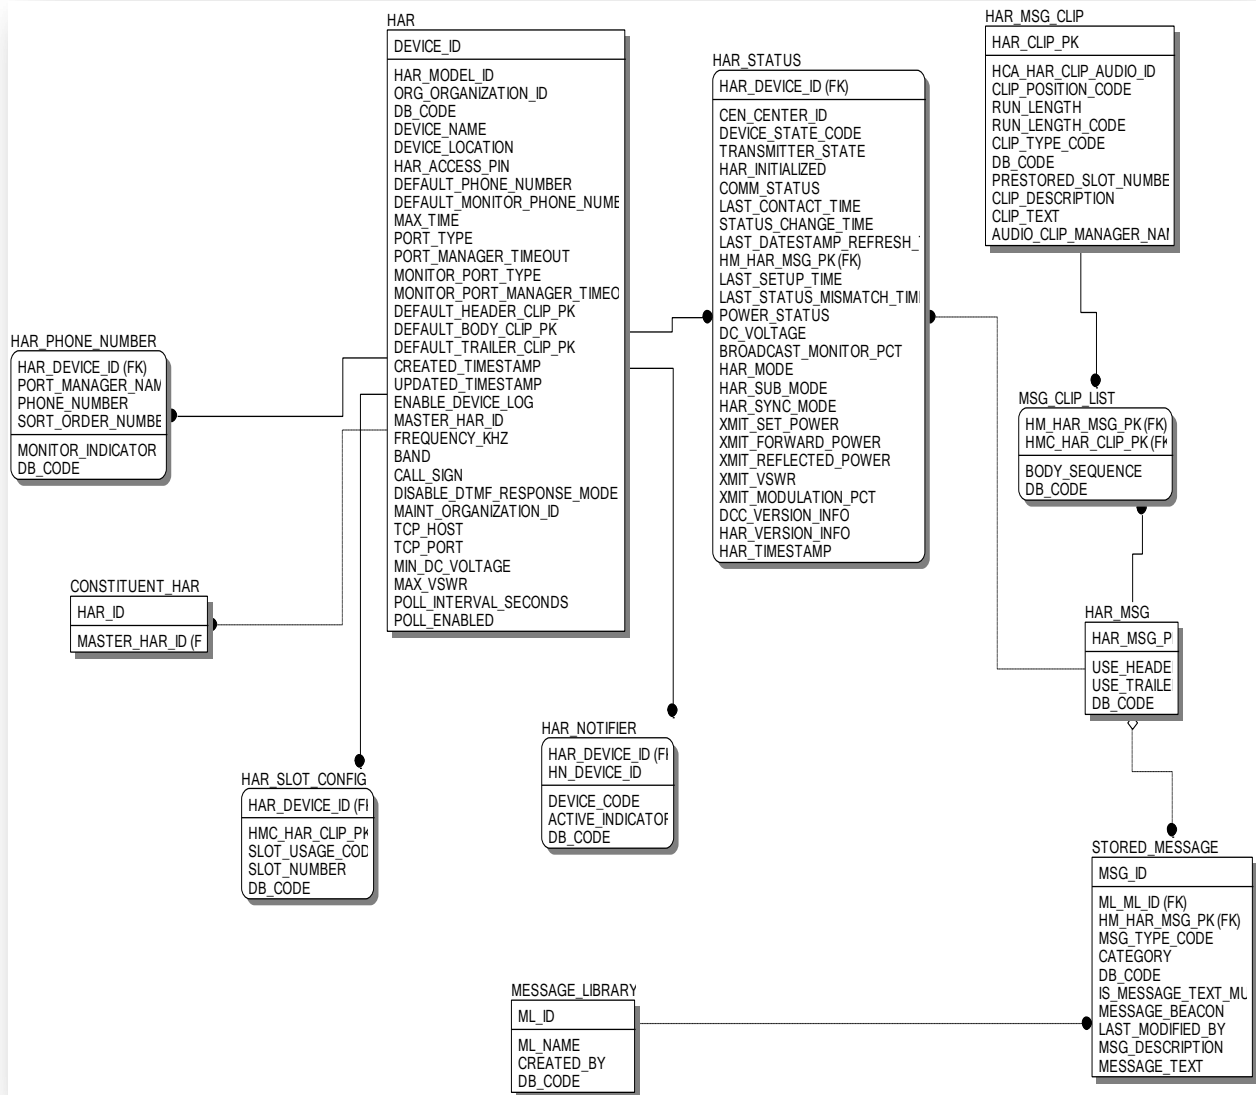 HAR
DEVICE_ID
HAR_MODEL_ID
ORG_ORGANIZATION_ID
DB_CODE
DEVICE_NAME
DEVICE_LOCATION
HAR_ACCESS_PIN
DEFAULT_PHONE_NUMBER
DEFAULT_MONITOR_PHONE_NUME
MAX_TIME
PORT_TYPE
PORT_MANAGER_TIMEOUT
MONITOR_PORT_TYPE
MONITOR_PORT_MANAGER_TIMEO
DEFAULT_HEADER_CLIP_PK
DEFAULT_BODY_CLIP_PK
DEFAULT_TRAILER_CLIP_PK
CREATED_TIMESTAMP
UPDATED_TIMESTAMP
ENABLE_DEVICE_LOG
MASTER_HAR_ID
FREQUENCY_KHZ
BAND
CALL_SIGN
DISABLE_DTMF_RESPONSE_MODE
MAINT_ORGANIZATION_ID
TCP_HOST
TCP_PORT
MIN_DC_VOLTAGE
MAX_VSWR
POLL_INTERVAL_SECONDS
POLL_ENABLED
HAR_STATUS
HAR_DEVICE_ID (FK)
CEN_CENTER_ID
DEVICE_STATE_CODE
TRANSMITTER_STATE
HAR_INITIALIZED
COMM_STATUS
LAST_CONTACT_TIME
STATUS_CHANGE_TIME
LAST_DATESTAMP_REFRESH_
HM_HAR_MSG_PK (FK)
LAST_SETUP_TIME
LAST_STATUS_MISMATCH_TIMI
POWER_STATUS
DC_VOLTAGE
BROADCAST_MONITOR_PCT
HAR_MODE
HAR_SUB_MODE
HAR_SYNC_MODE
XMIT_SET_POWER
XMIT_FORWARD_POWER
XMIT_REFLECTED_POWER
XMIT_VSWR
XMIT_MODULATION_PCT
DCC_VERSION_INFO
HAR_VERSION_INFO
HAR_TIMESTAMP
HAR_MSG_CLIP
HAR_CLIP_PK
HCA_HAR_CLIP_AUDIO_ID
CLIP_POSITION_CODE
RUN_LENGTH
RUN_LENGTH_CODE
CLIP_TYPE_CODE
DB_CODE
PRESTORED_SLOT_NUMBE
CLIP_DESCRIPTION
CLIP_TEXT
AUDIO_CLIP_MANAGER_NAI
HAR_PHONE_NUMBER
HAR_DEVICE_ID (FK)
PORT_MANAGER_NAM
PHONE_NUMBER
SORT_ORDER_NUMBE
MONITOR_INDICATOR
DB_CODE
MSG_CLIP_LIST
HM_HAR_MSG_PK (FK)
HMC_HAR_CLIP_PK (FK
BODY_SEQUENCE
DB_CODE
CONSTITUENT_HAR
HAR_ID
MASTER_HAR_ID (F
HAR_MSG
HAR_MSG_P
USE_HEADE
USE_TRAILE
DB_CODE
HAR_NOTIFIER
HAR_DEVICE_ID (FI
HN_DEVICE_ID
DEVICE_CODE
ACTIVE_INDICATOF
DB_CODE
HAR_SLOT_CONFIG
HAR_DEVICE_ID (FI
HMC_HAR_CLIP_PK
SLOT_USAGE_COD
SLOT_NUMBER
DB_CODE
STORED_MESSAGE
MSG_ID
ML_ML_ID (FK)
HM_HAR_MSG_PK (FK)
MSG_TYPE_CODE
CATEGORY
DB_CODE
IS_MESSAGE_TEXT_MU
MESSAGE_BEACON
LAST_MODIFIED_BY
MSG_DESCRIPTION
MESSAGE_TEXT
MESSAGE_LIBRARY
ML_ID
ML_NAME
CREATED_BY
DB_CODE